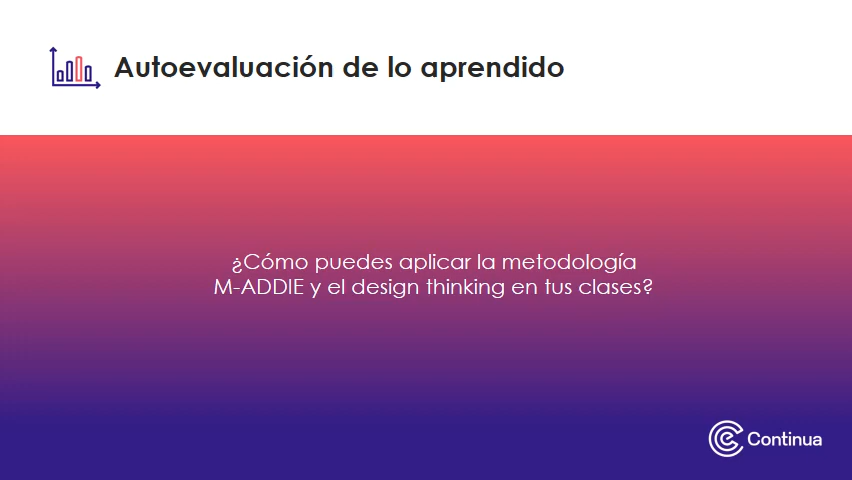 Autoevaluación de lo aprendido
¿Cómo puedes aplicar la metodología
M-ADDIE y el design thinking en tus clases?
Continua